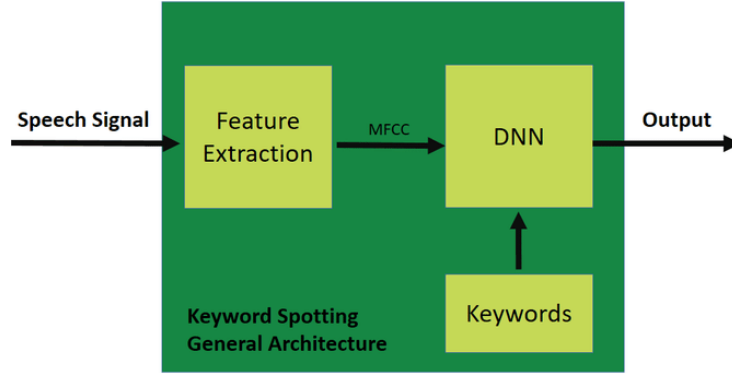 Speech Signal
Feature
Extraction
MFCC
DNN
Output
Keywords
Keyword Spotting
General Architecture